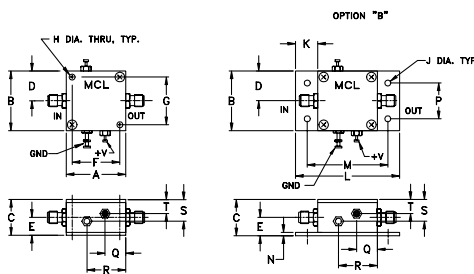 OPTION "B"
H DIA. THRU, TYP.
K
J DIA. TYP
D
MCL
B
G
IN
OUT
GND
+V
F
A
D
MCL
B
P
IN
OUT
GND
+V
M
L
C
E
T
S
Q
R
C
E
N
T
S
Q
R